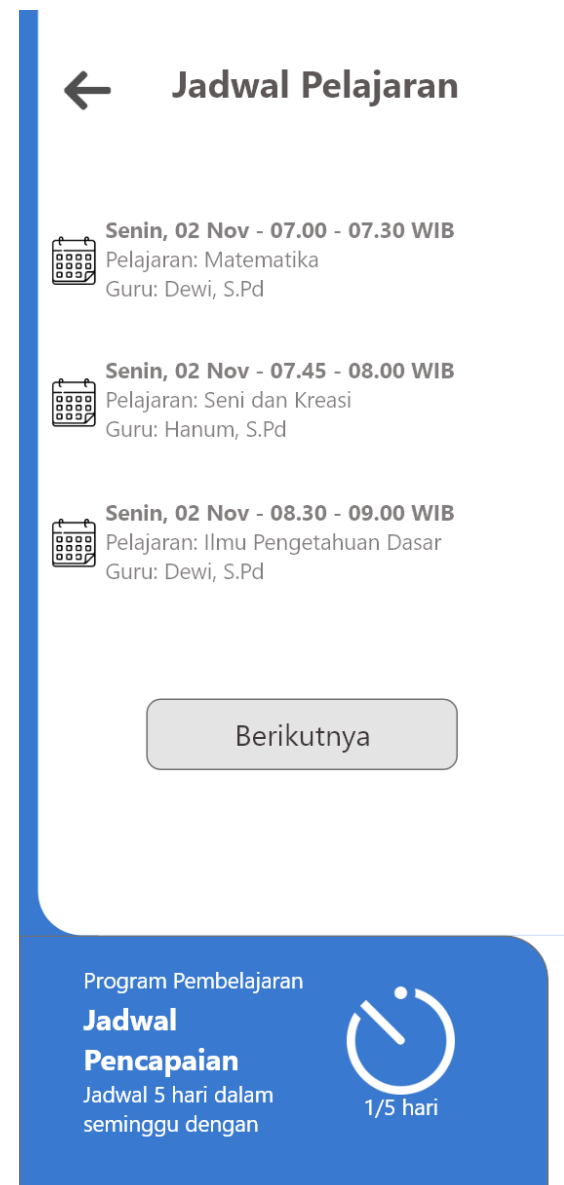 Jadwal Pelajaran
Senin, 02 Nov - 07.00 - 07.30 WIB
Pelajaran: Matematika
Guru: Dewi, S.Pd
Senin, 02 Nov - 07.45 - 08.00 WIB
Pelajaran: Seni dan Kreasi
Guru: Hanum, S.Pd
Senin, 02 Nov - 08.30 - 09.00 WIB
Pelajaran: Ilmu Pengetahuan Dasar
Guru: Dewi, S.Pd
Berikutnya
Program Pembelajaran
Jadwal
Pencapaian
Jadwal 5 hari dalam
seminggu dengan
1/5 hari